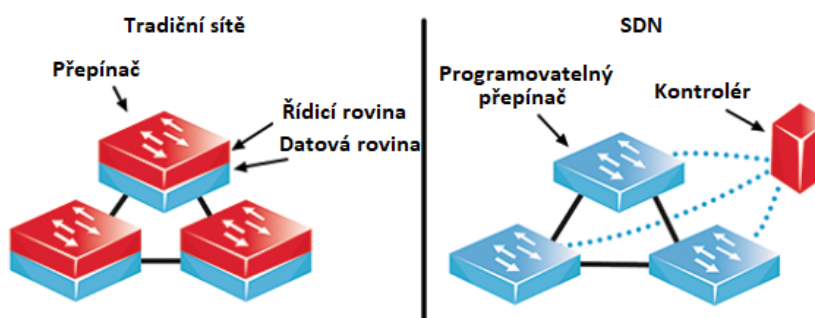 Tradiční sítě
Přepínač
Řídicí rovina
Datová rovina
SDN
Programovatelný
přepínač
Kontrolér